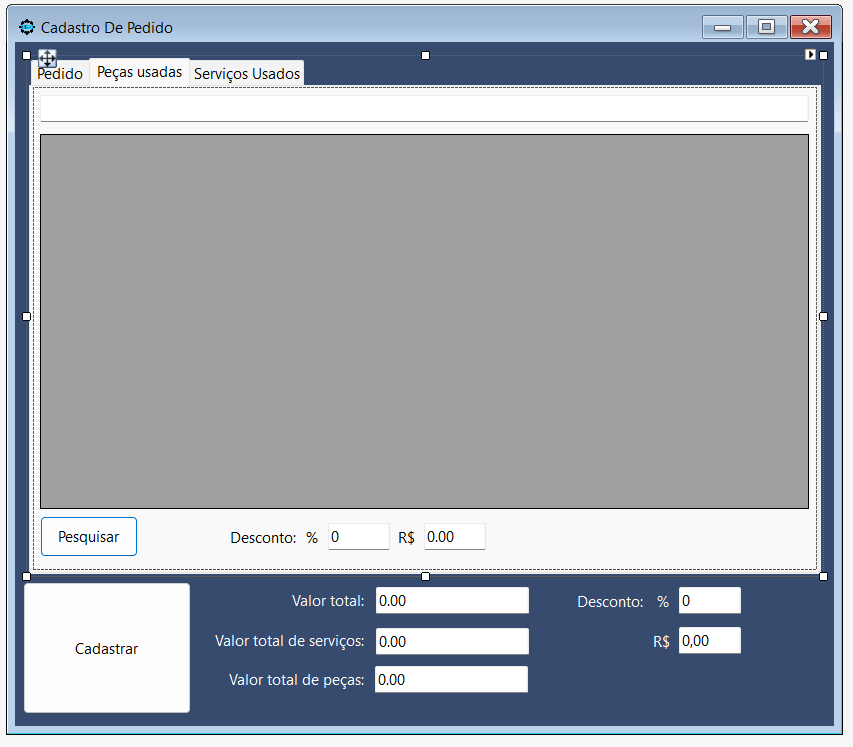 Cadastro De Pedido
Pedido Peças usadas Serviços Usados
Pesquisar Desconto: % 0 R$ 0.00
Cadastrar
Valor total: 0.00 Desconto: % 0
Valor total de serviços: 0.00 R$ 0,00
Valor total de peças: 0.00